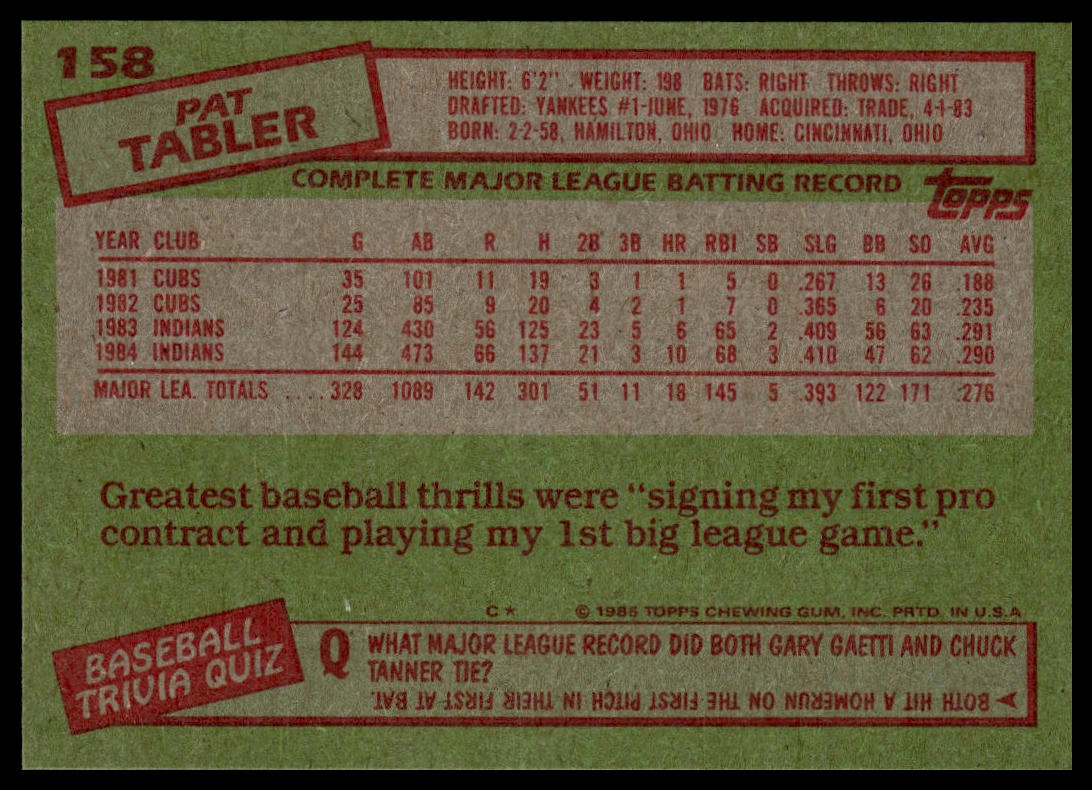 158
PAT
TABLER
HEIGHT: 6'2" WEIGHT: 198 BATS: RIGHT THROWS: RIGHT
DRAFTED: YANKEES #1-JUNE, 1976 ACQUIRED: TRADE, 4-1-83
BORN: 2-2-58, HAMILTON, OHIO HOME: CINCINNATI, OHIO
COMPLETE MAJOR LEAGUE BATTING RECORD
Topps
YEAR CLUB G AB R H 2B 3B HR RBI SB SLG BB SO AVG
1981 CUBS 35 101 11 19 3 1 1 5 0 .267 13 26 .188
1982 CUBS 25 85 9 20 4 2 1 7 0 .365 6 20 .235
1983 INDIANS 124 430 56 125 23 5 6 65 2 .409 56 63 .291
1984 INDIANS 144 473 66 137 21 3 10 68 3 .410 47 62 .290
MAJOR LEA. TOTALS .... 328 1089 142 301 51 11 18 145 5 .393 122 171 .276
Greatest baseball thrills were "signing my first pro
contract and playing my 1st big league game."
C★ © 1985 TOPPS CHEWING GUM, INC. PRTD. IN U.S.A.
BASEBALL
TRIVIA QUIZ
Q WHAT MAJOR LEAGUE RECORD DID BOTH GARY GAETTI AND CHUCK
TANNER TIE?
BOTH HIT A HOMERUN ON THE FIRST PITCH IN THEIR FIRST AT BAT.